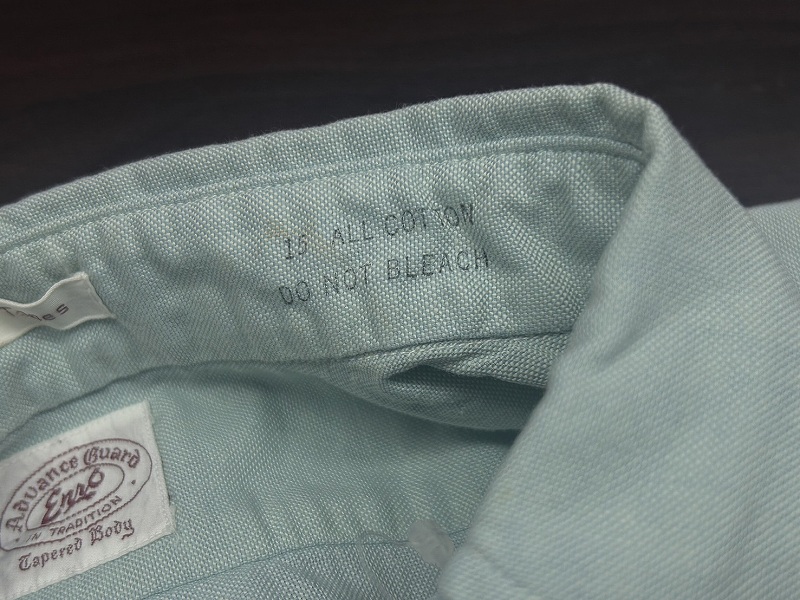 15 ALL COTTON
DO NOT BLEACH
Advance Guard
Enro
IN TRADITION
Tapered Body